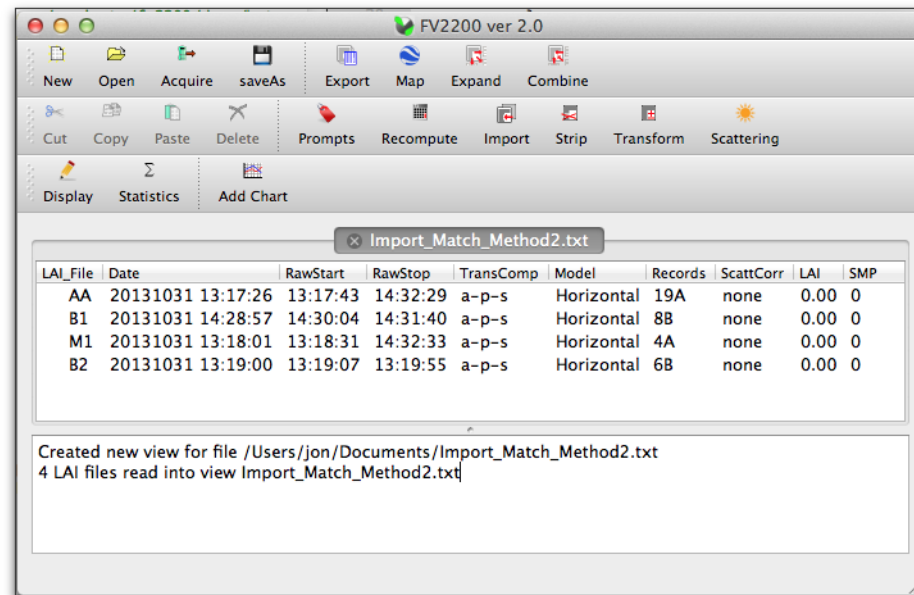 FV2200 ver 2.0
New Open Acquire saveAs Export Map Expand Combine
Cut Copy Paste Delete Prompts Recompute Import Strip Transform Scattering
Display Statistics Add Chart
Import_Match_Method2.txt
LAI_File Date RawStart RawStop TransComp Model Records ScattCorr LAI SMP
AA 20131031 13:17:26 13:17:43 14:32:29 a-p-s Horizontal 19A none 0.00 0
B1 20131031 14:28:57 14:30:04 14:31:40 a-p-s Horizontal 8B none 0.00 0
M1 20131031 13:18:01 13:18:31 14:32:33 a-p-s Horizontal 4A none 0.00 0
B2 20131031 13:19:00 13:19:07 13:19:55 a-p-s Horizontal 6B none 0.00 0
Created new view for file /Users/jon/Documents/Import_Match_Method2.txt
4 LAI files read into view Import_Match_Method2.txt